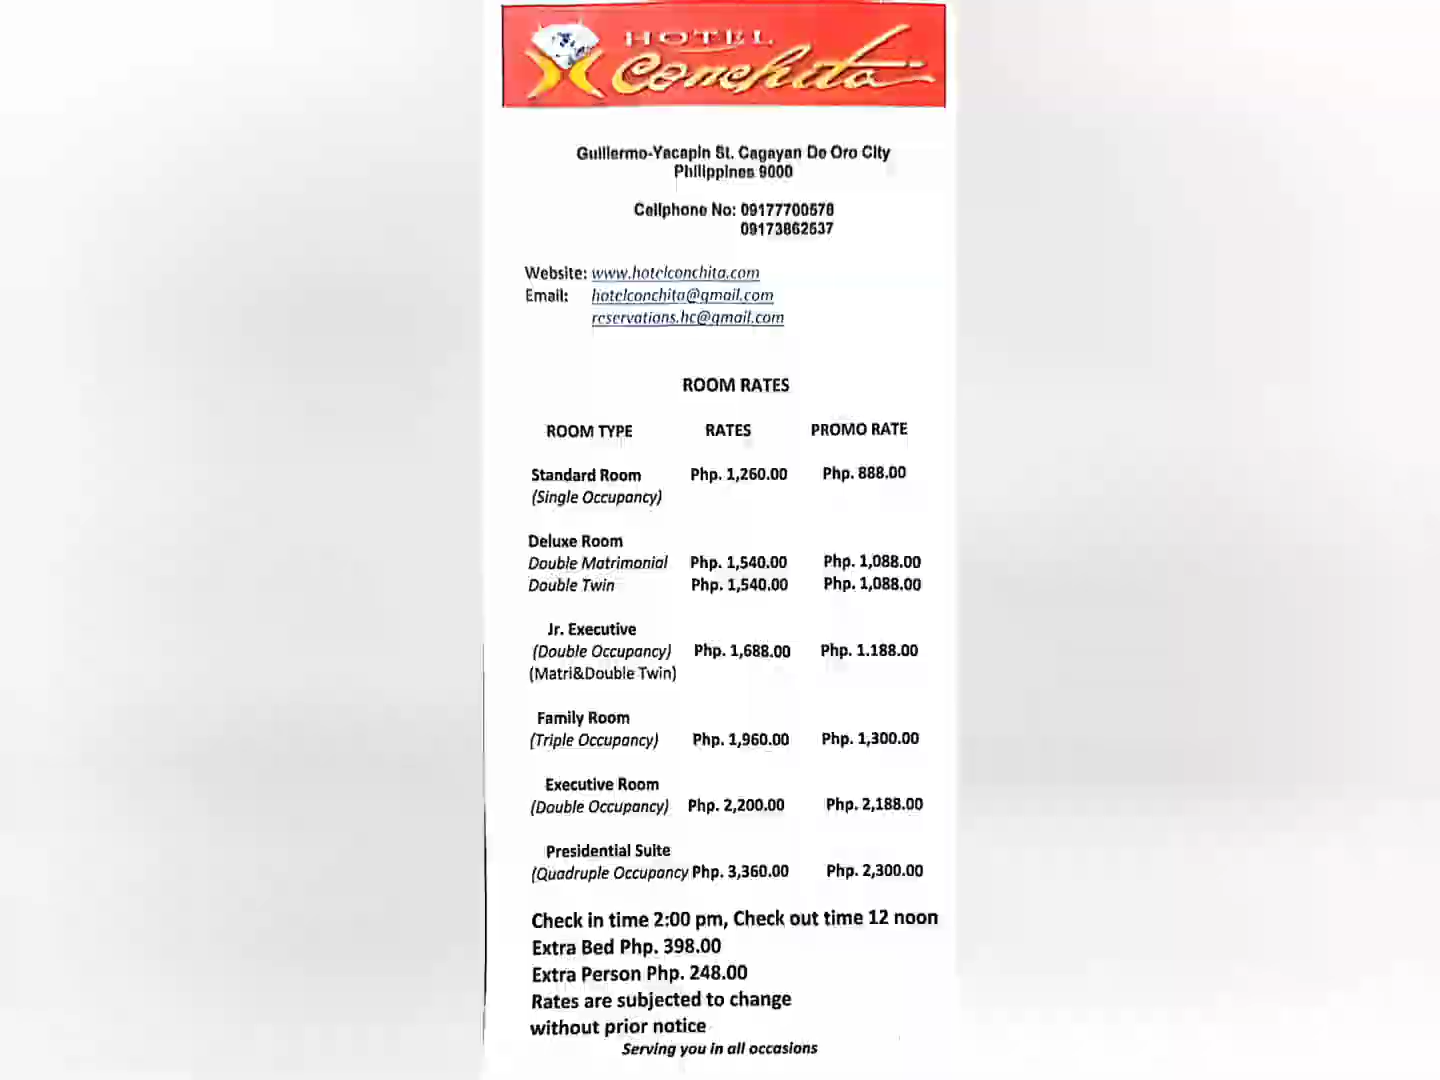 HOTEL
Conchita
Guillermo-Yacapin St. Cagayan De Oro City
Philippines 9000
Cellphone No: 09177700578
09173862637
Website: www.hotelconchita.com
Email: hotelconchita@gmail.com
reservations.hc@gmail.com
ROOM RATES
ROOM TYPE RATES PROMO RATE
Standard Room Php. 1,260.00 Php. 888.00
(Single Occupancy)
Deluxe Room
Double Matrimonial Php. 1,540.00 Php. 1,088.00
Double Twin Php. 1,540.00 Php. 1,088.00
Jr. Executive
(Double Occupancy) Php. 1,688.00 Php. 1.188.00
(Matri&Double Twin)
Family Room
(Triple Occupancy) Php. 1,960.00 Php. 1,300.00
Executive Room
(Double Occupancy) Php. 2,200.00 Php. 2,188.00
Presidential Suite
(Quadruple Occupancy Php. 3,360.00 Php. 2,300.00
Check in time 2:00 pm, Check out time 12 noon
Extra Bed Php. 398.00
Extra Person Php. 248.00
Rates are subjected to change
without prior notice
Serving you in all occasions